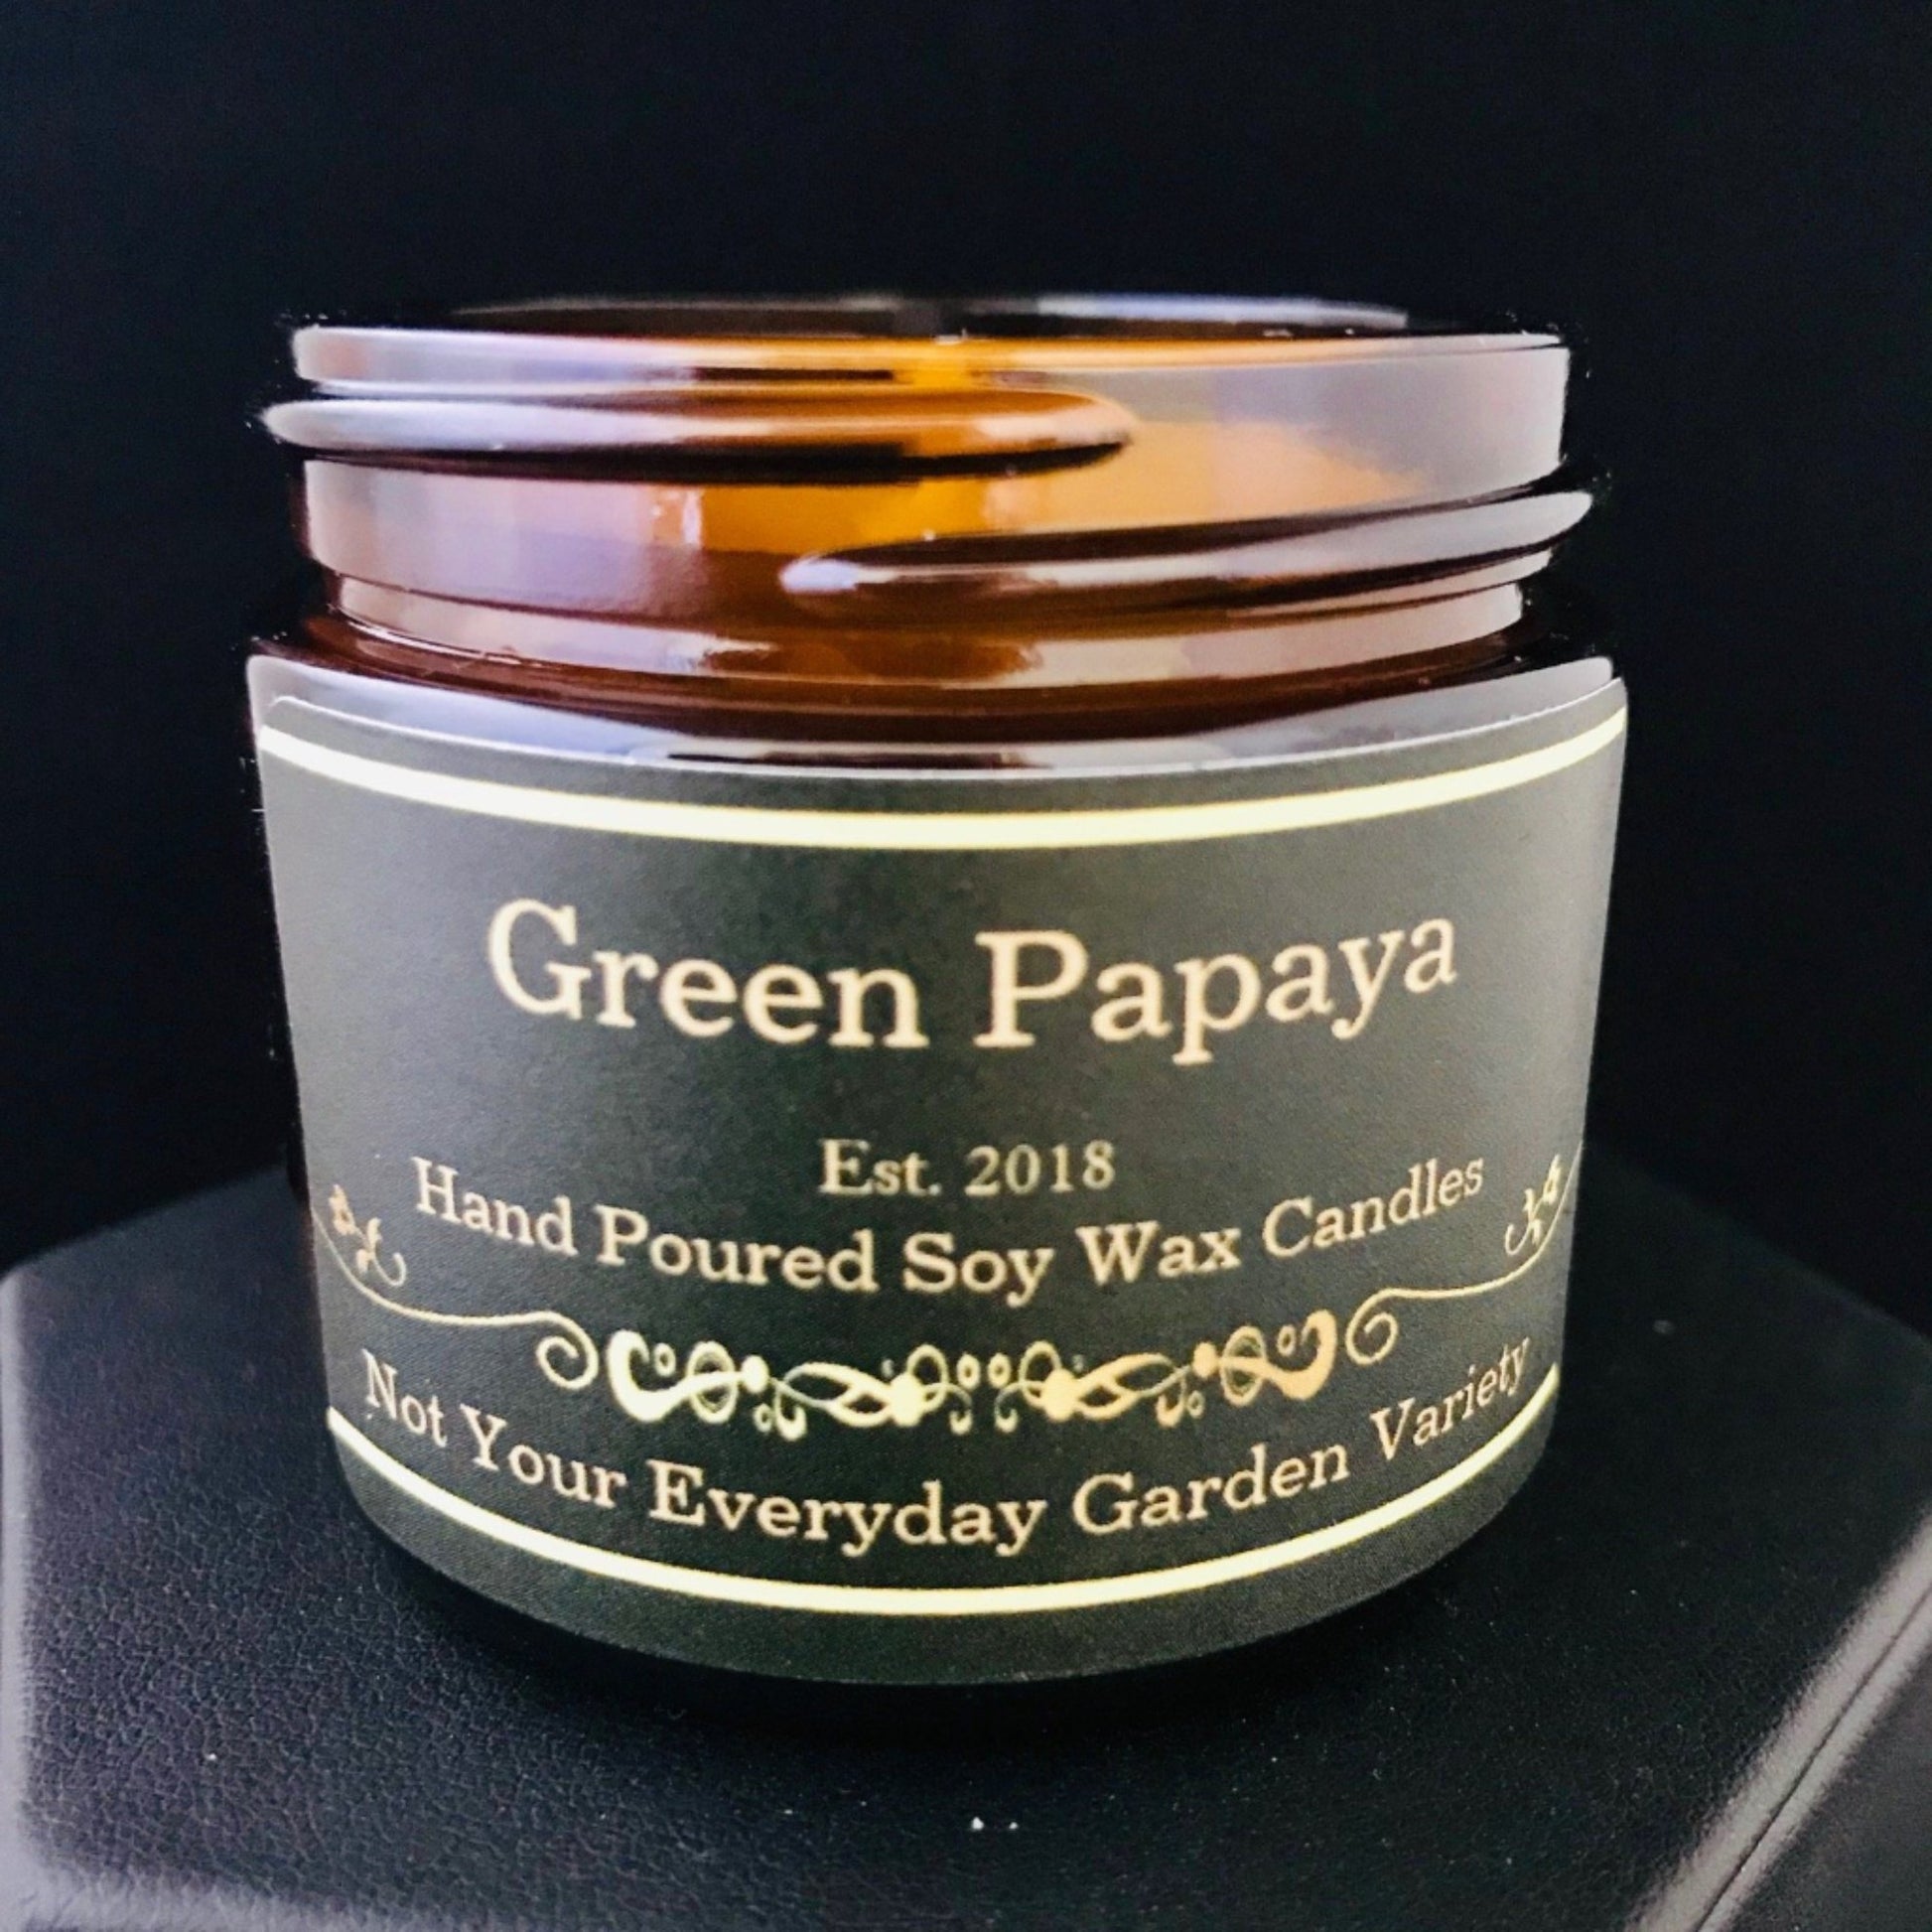 Green Papaya
Est. 2018
Hand Poured Soy Wax Candles
Not Your Everyday Garden Variety